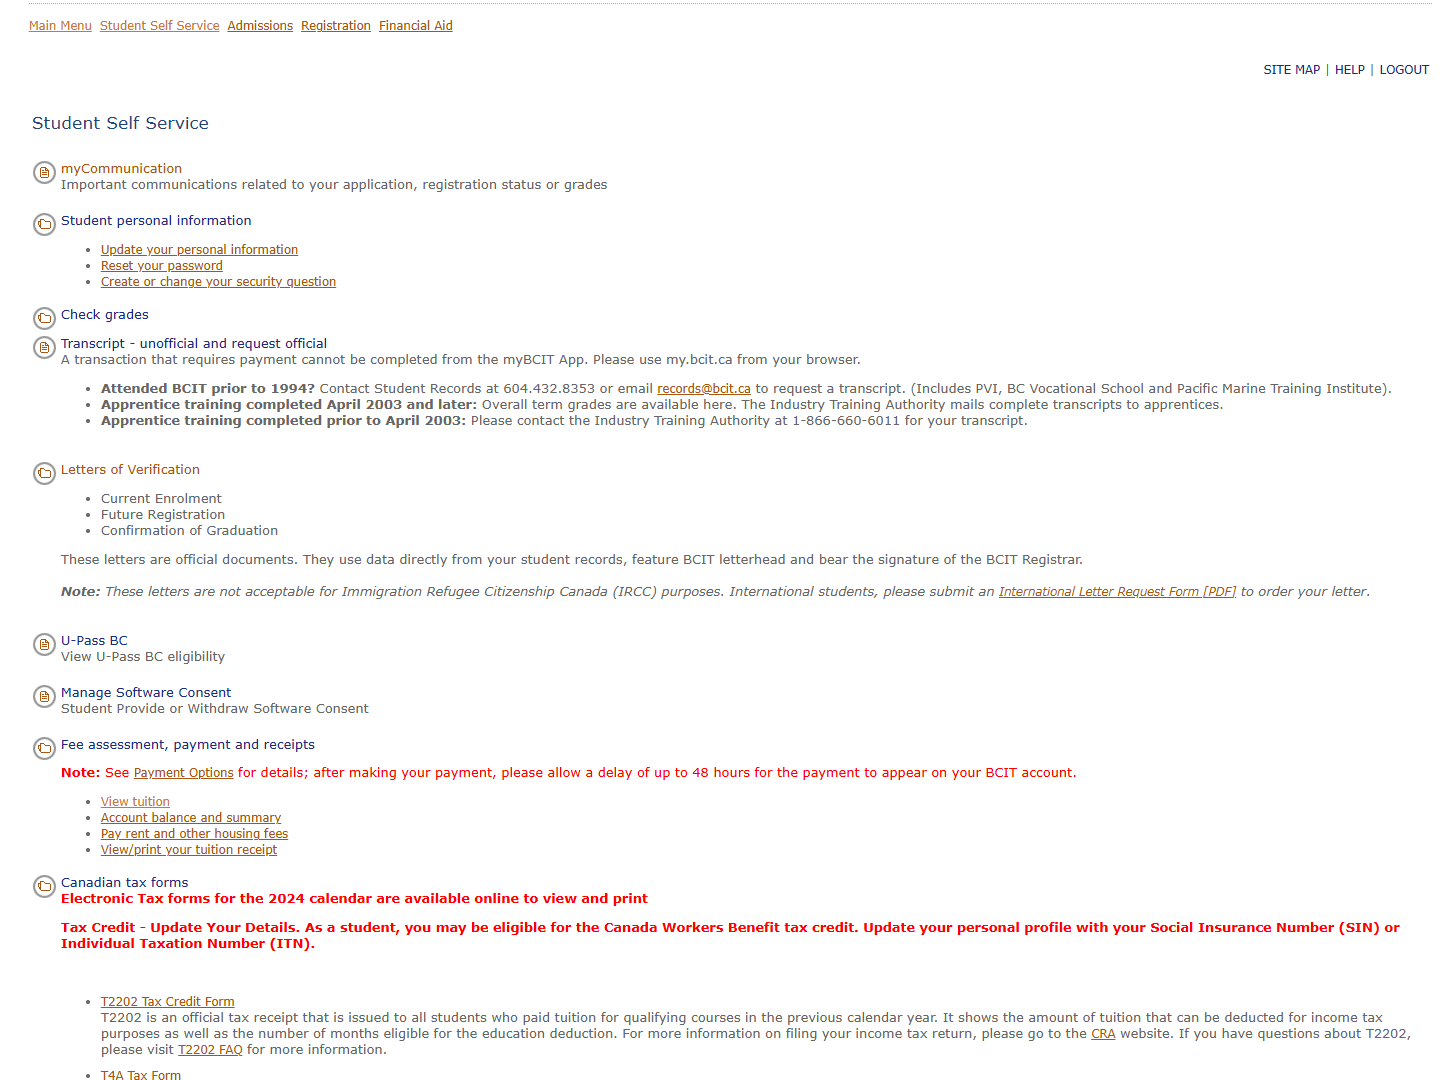 Main Menu Student Self Service Admissions Registration Financial Aid
SITE MAP | HELP | LOGOUT
Student Self Service
myCommunication
Important communications related to your application, registration status or grades
Student personal information
• Update your personal information
• Reset your password
• Create or change your security question
Check grades
Transcript - unofficial and request official
A transaction that requires payment cannot be completed from the myBCIT App. Please use my.bcit.ca from your browser.
• Attended BCIT prior to 1994? Contact Student Records at 604.432.8353 or email records@bcit.ca to request a transcript. (Includes PVI, BC Vocational School and Pacific Marine Training Institute).
• Apprentice training completed April 2003 and later: Overall term grades are available here. The Industry Training Authority mails complete transcripts to apprentices.
• Apprentice training completed prior to April 2003: Please contact the Industry Training Authority at 1-866-660-6011 for your transcript.
Letters of Verification
• Current Enrolment
• Future Registration
• Confirmation of Graduation
These letters are official documents. They use data directly from your student records, feature BCIT letterhead and bear the signature of the BCIT Registrar.
Note: These letters are not acceptable for Immigration Refugee Citizenship Canada (IRCC) purposes. International students, please submit an International Letter Request Form [PDF] to order your letter.
U-Pass BC
View U-Pass BC eligibility
Manage Software Consent
Student Provide or Withdraw Software Consent
Fee assessment, payment and receipts
Note: See Payment Options for details; after making your payment, please allow a delay of up to 48 hours for the payment to appear on your BCIT account.
• View tuition
• Account balance and summary
• Pay rent and other housing fees
• View/print your tuition receipt
Canadian tax forms
Electronic Tax forms for the 2024 calendar are available online to view and print
Tax Credit - Update Your Details. As a student, you may be eligible for the Canada Workers Benefit tax credit. Update your personal profile with your Social Insurance Number (SIN) or
Individual Taxation Number (ITN).
• T2202 Tax Credit Form
T2202 is an official tax receipt that is issued to all students who paid tuition for qualifying courses in the previous calendar year. It shows the amount of tuition that can be deducted for income tax
purposes as well as the number of months eligible for the education deduction. For more information on filing your income tax return, please go to the CRA website. If you have questions about T2202,
please visit T2202 FAQ for more information.
• T4A Tax Form